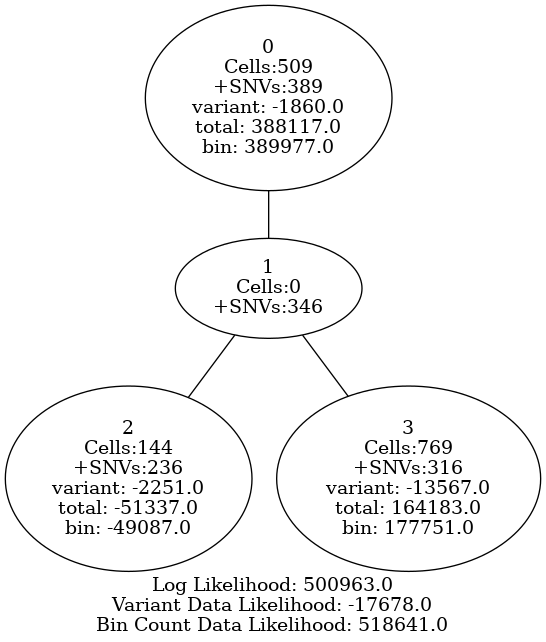 0
Cells:509
+SNVs:389
variant: -1860.0
total: 388117.0
bin: 389977.0
1
Cells:0
+SNVs:346
2
Cells:144
+SNVs:236
variant: -2251.0
total: -51337.0
bin: -49087.0
3
Cells:769
+SNVs:316
variant: -13567.0
total: 164183.0
bin: 177751.0
Log Likelihood: 500963.0
Variant Data Likelihood: -17678.0
Bin Count Data Likelihood: 518641.0